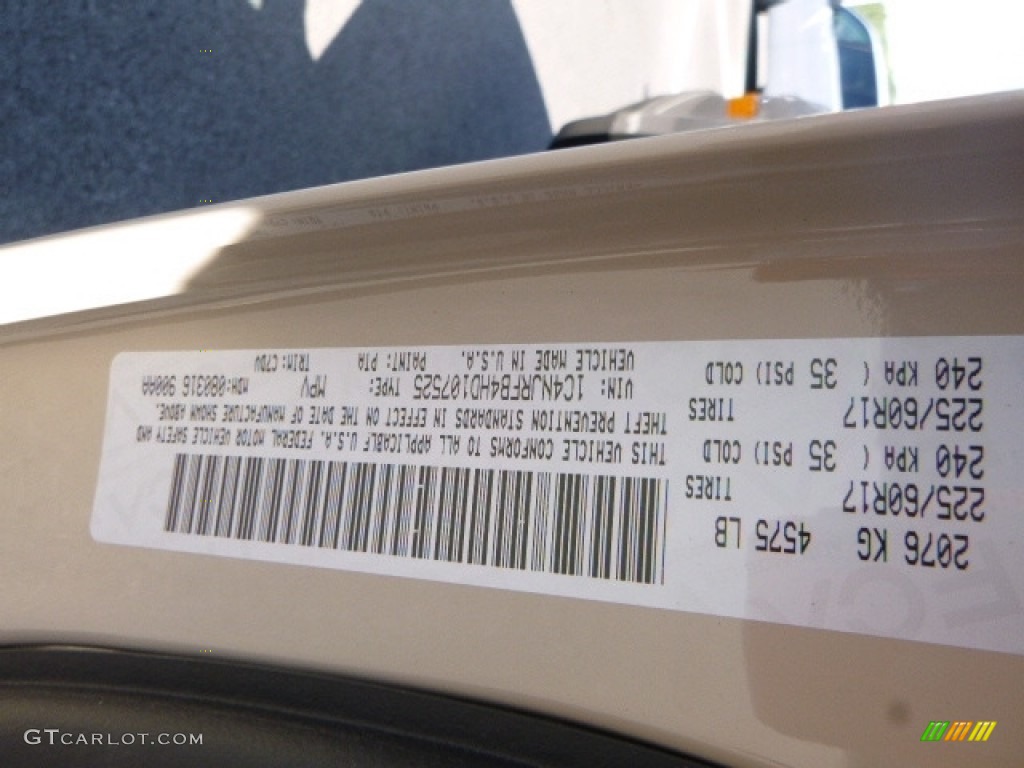 2076 KG 4575 LB
225/60R17 TIRES
240 KPA ( 35 PSI) COLD
225/60R17 TIRES
240 KPA ( 35 PSI) COLD
THIS VEHICLE CONFORMS TO ALL APPLICABLE U.S.A. FEDERAL MOTOR VEHICLE SAFETY AND
THEFT PREVENTION STANDARDS IN EFFECT ON THE DATE OF MANUFACTURE SHOWN ABOVE.
VIN: 1C4NJRFB4HD107525 TYPE: MPV MDH: 080316 900AA
VEHICLE MADE IN U.S.A. PAINT: PTA TRIM: C7DV
GTCARLOT.COM